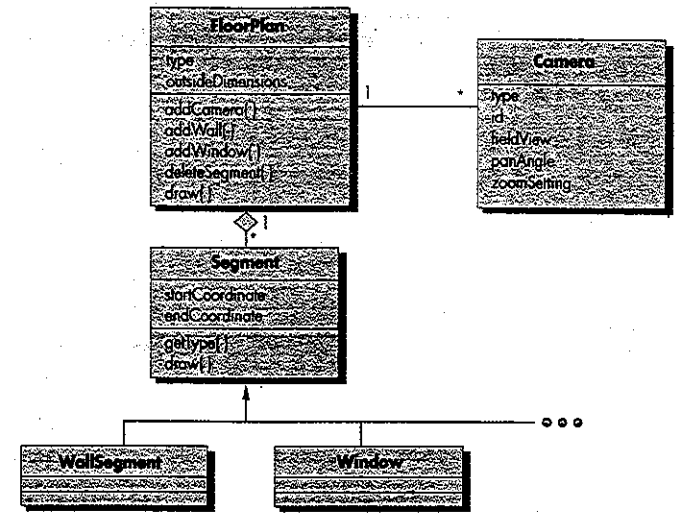 FloorPlan
type
outsideDimensions
addCamera( )
addWall( )
addWindow( )
deleteSegment( )
draw( )
1
*
Camera
type
id
fieldView
panAngle
zoomSetting
1
*
Segment
startCoordinate
endCoordinate
getType( )
draw( )
WallSegment
Window